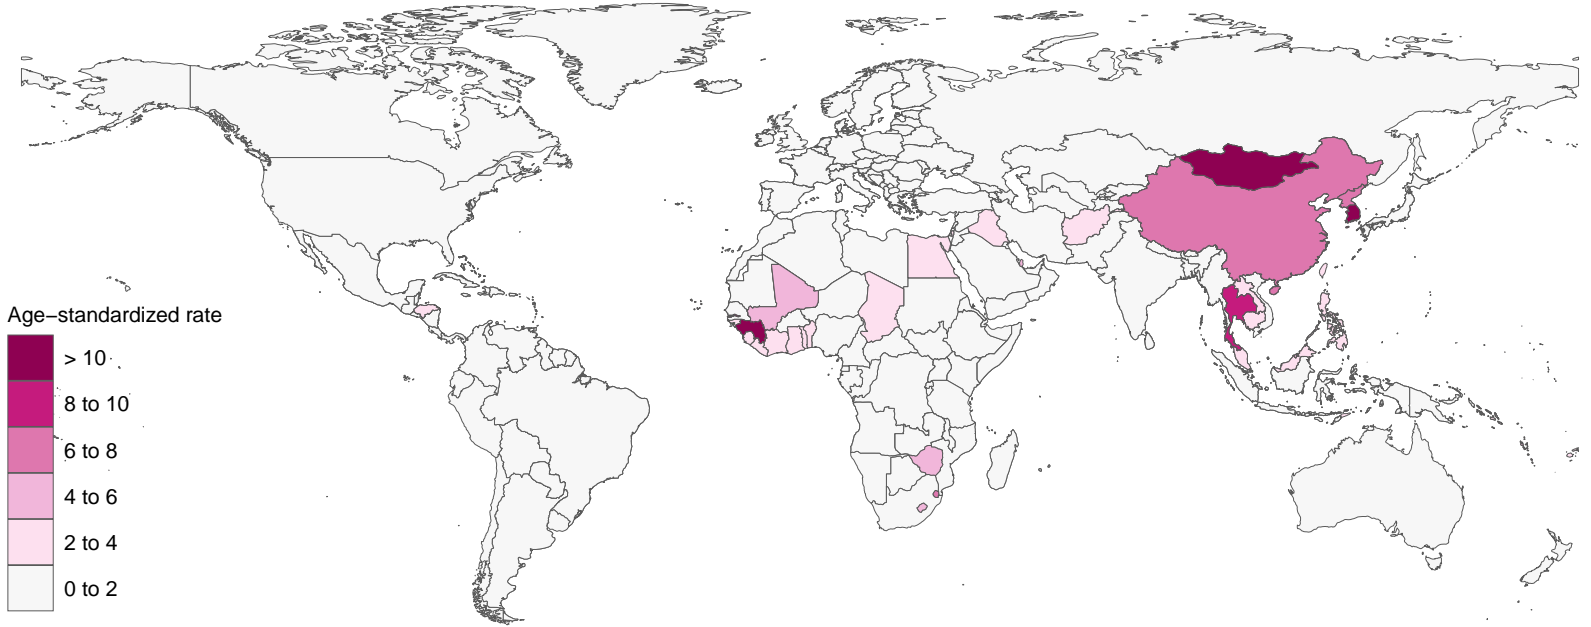 Age−standardized rate
> 10
8 to 10
6 to 8
4 to 6
2 to 4
0 to 2